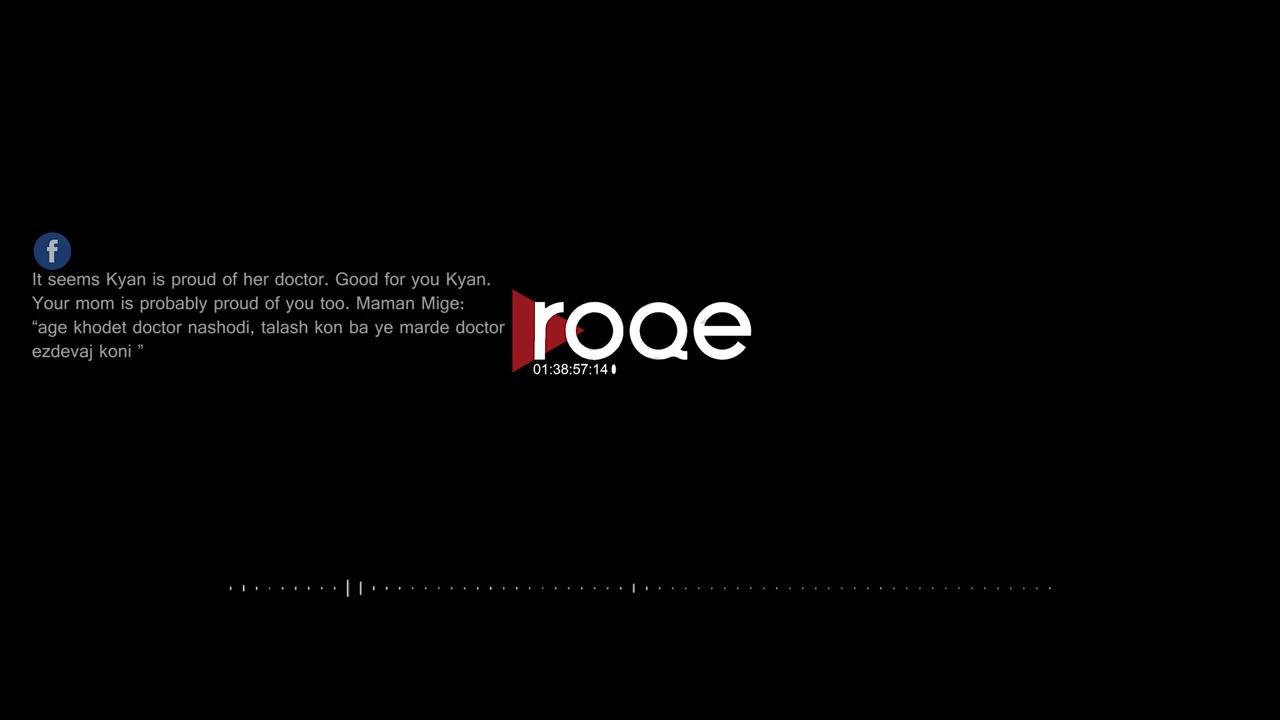 f
It seems Kyan is proud of her doctor. Good for you Kyan.
Your mom is probably proud of you too. Maman Mige:
“age khodet doctor nashodi, talash kon ba ye marde doctor
ezdevaj koni ”
roqe
01:38:57:14